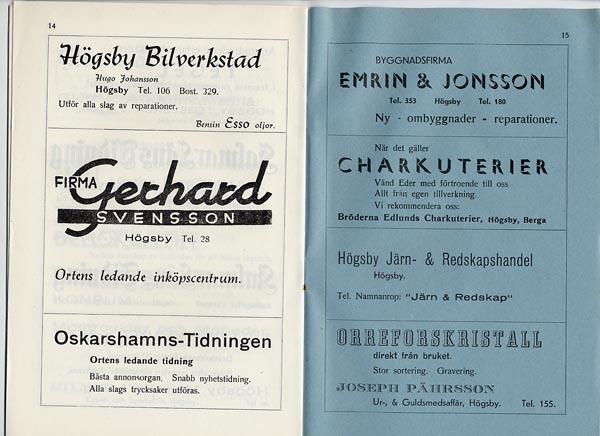 14
Högsby Bilverkstad
Hugo Johansson
Högsby Tel. 106 Bost. 329.
Utför alla slag av reparationer.
Bensin Esso oljor.
FIRMA Gerhard
SVENSSON
Högsby Tel. 28
Ortens ledande inköpscentrum.
Oskarshamns-Tidningen
Ortens ledande tidning
Bästa annonsorgan. Snabb nyhetstidning.
Alla slags trycksaker utföras.
15
BYGGNADSFIRMA
EMRIN & JONSSON
Tel. 353 Högsby Tel. 180
Ny - ombyggnader - reparationer.
När det gäller
CHARKUTERIER
Vänd Eder med förtroende till oss
Allt från egen tillverkning.
Vi rekommendera oss:
Bröderna Edlunds Charkuterier, Högsby, Berga
Högsby Järn- & Redskapshandel
Högsby.
Tel. Namnanrop: "Järn & Redskap"
ORREFORSKRISTALL
direkt från bruket.
Stor sortering. Gravering.
JOSEPH PÄHRSSON
Ur-, & Guldsmedsaffär, Högsby. Tel. 155.